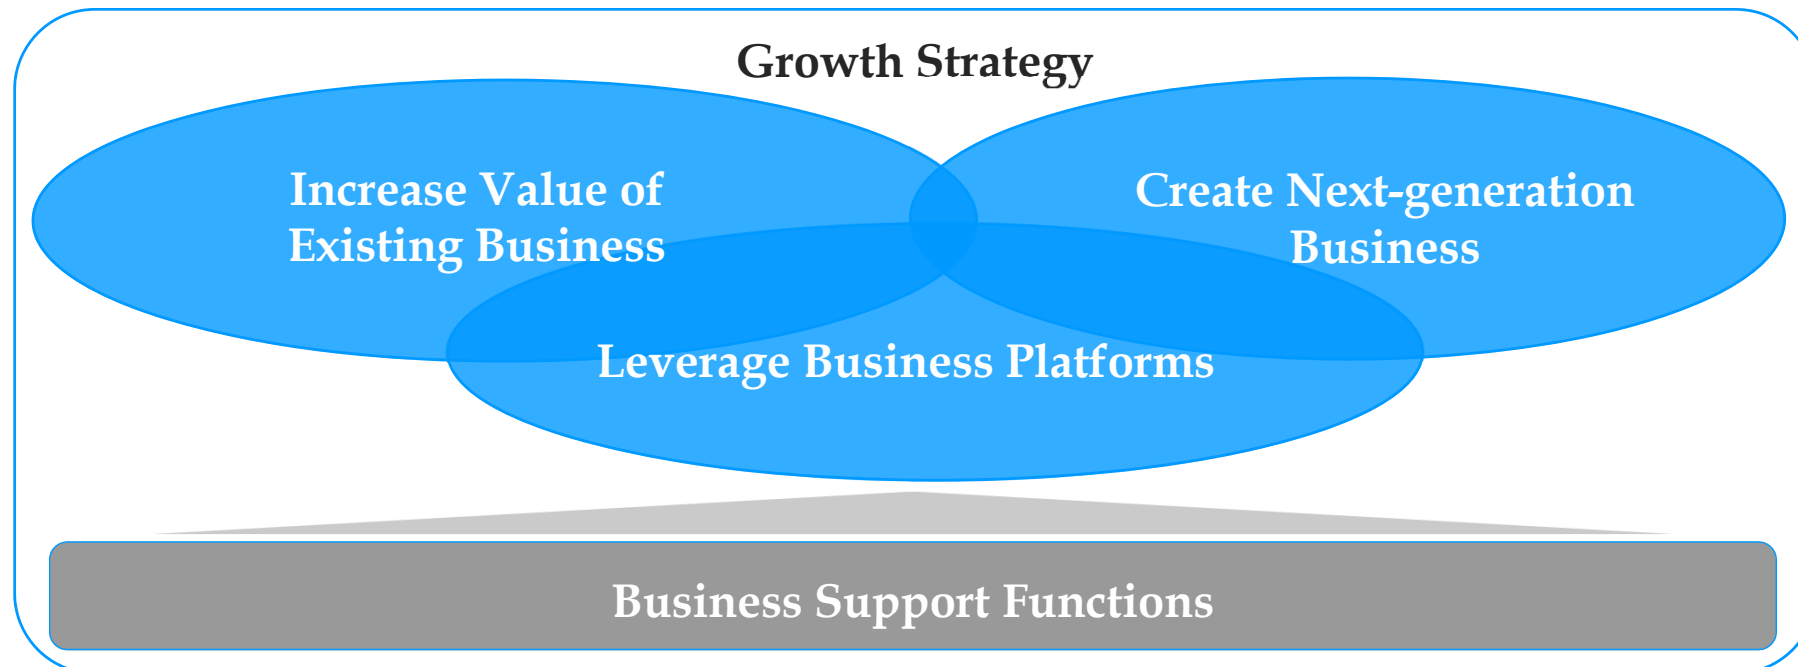 Growth Strategy
Increase Value of
Existing Business
Create Next-generation
Business
Leverage Business Platforms
Business Support Functions